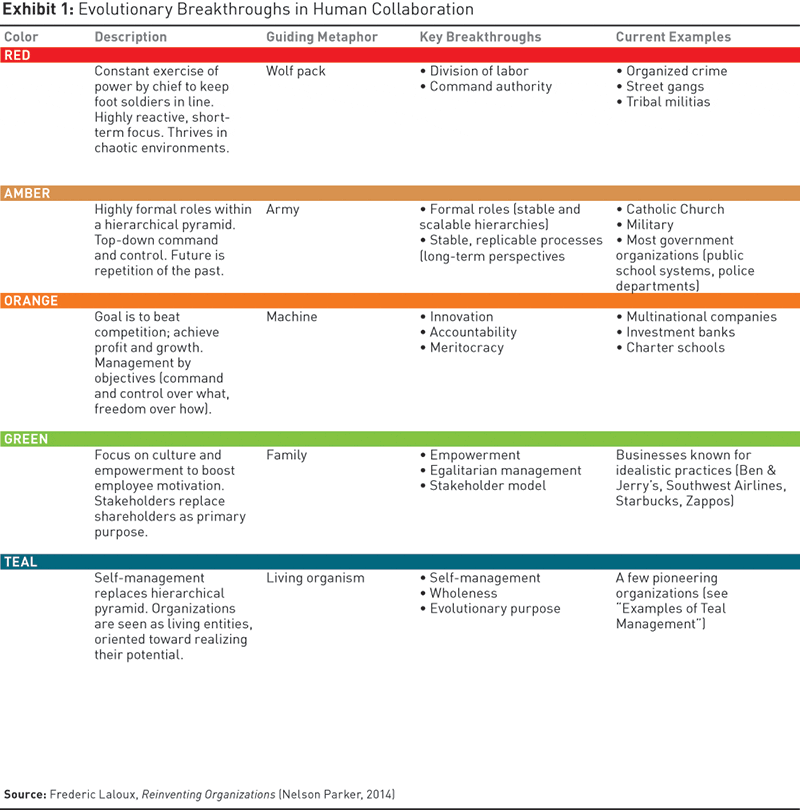 Exhibit 1: Evolutionary Breakthroughs in Human Collaboration
Color Description Guiding Metaphor Key Breakthroughs Current Examples
RED
Constant exercise of
power by chief to keep
foot soldiers in line.
Highly reactive, short-
term focus. Thrives in
chaotic environments.
Wolf pack
• Division of labor
• Command authority
• Organized crime
• Street gangs
• Tribal militias
AMBER
Highly formal roles within
a hierarchical pyramid.
Top-down command
and control. Future is
repetition of the past.
Army
• Formal roles (stable and
scalable hierarchies)
• Stable, replicable processes
(long-term perspectives
• Catholic Church
• Military
• Most government
organizations (public
school systems, police
departments)
ORANGE
Goal is to beat
competition; achieve
profit and growth.
Management by
objectives (command
and control over what,
freedom over how).
Machine
• Innovation
• Accountability
• Meritocracy
• Multinational companies
• Investment banks
• Charter schools
GREEN
Focus on culture and
empowerment to boost
employee motivation.
Stakeholders replace
shareholders as primary
purpose.
Family
• Empowerment
• Egalitarian management
• Stakeholder model
Businesses known for
idealistic practices (Ben &
Jerry's, Southwest Airlines,
Starbucks, Zappos)
TEAL
Self-management
replaces hierarchical
pyramid. Organizations
are seen as living entities,
oriented toward realizing
their potential.
Living organism
• Self-management
• Wholeness
• Evolutionary purpose
A few pioneering
organizations (see
"Examples of Teal
Management")
Source: Frederic Laloux, Reinventing Organizations (Nelson Parker, 2014)